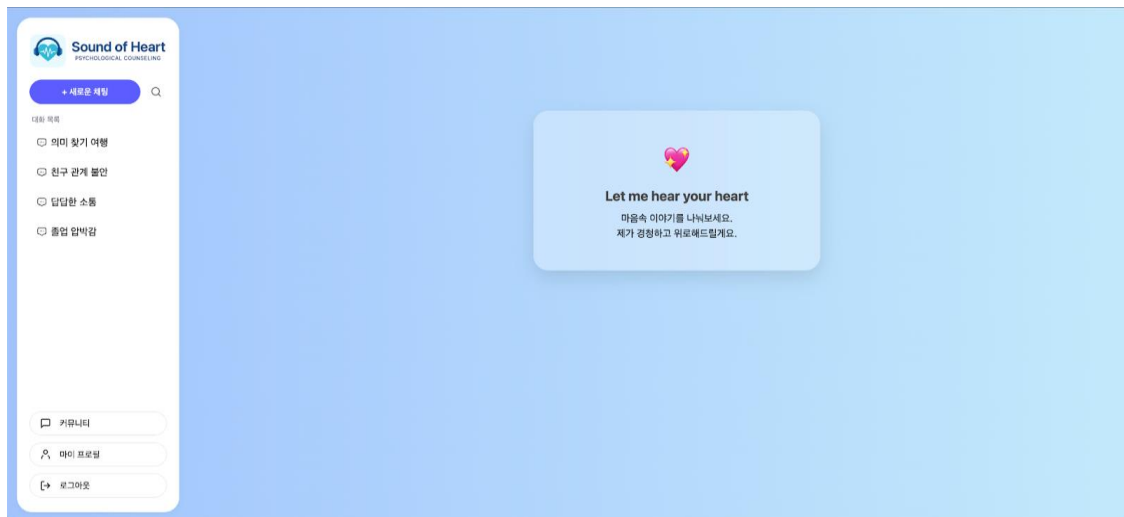 Sound of Heart
PSYCHOLOGICAL COUNSELING
+ 새로운 채팅
대화 목록
의미 찾기 여행
친구 관계 불안
답답한 소통
졸업 압박감
커뮤니티
마이 프로필
로그아웃
Let me hear your heart
마음속 이야기를 나눠보세요.
제가 경청하고 위로해드릴게요.